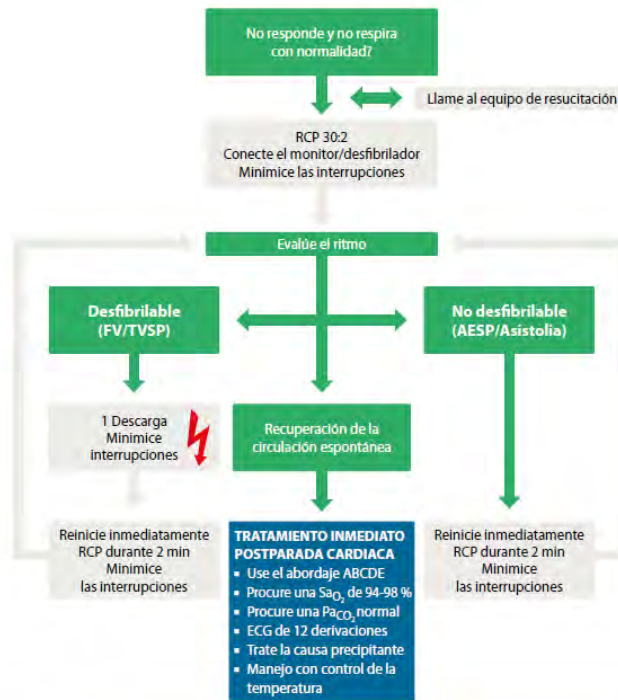 No responde y no respira
con normalidad?
Llame al equipo de resucitación
RCP 30:2
Conecte el monitor/desfibrilador
Minimice las interrupciones
Evalúe el ritmo
Desfibrilable
(FV/TVSP)
No desfibrilable
(AESP/Asistolia)
1 Descarga
Minimice
interrupciones
Recuperación de la
circulación espontánea
Reinicie inmediatamente
RCP durante 2 min
Minimice
las interrupciones
TRATAMIENTO INMEDIATO
POSTPARADA CARDIACA
▪ Use el abordaje ABCDE
▪ Procure una SaO2 de 94-98 %
▪ Procure una PaCO2 normal
▪ ECG de 12 derivaciones
▪ Trate la causa precipitante
▪ Manejo con control de la
temperatura
Reinicie inmediatamente
RCP durante 2 min
Minimice
las interrupciones